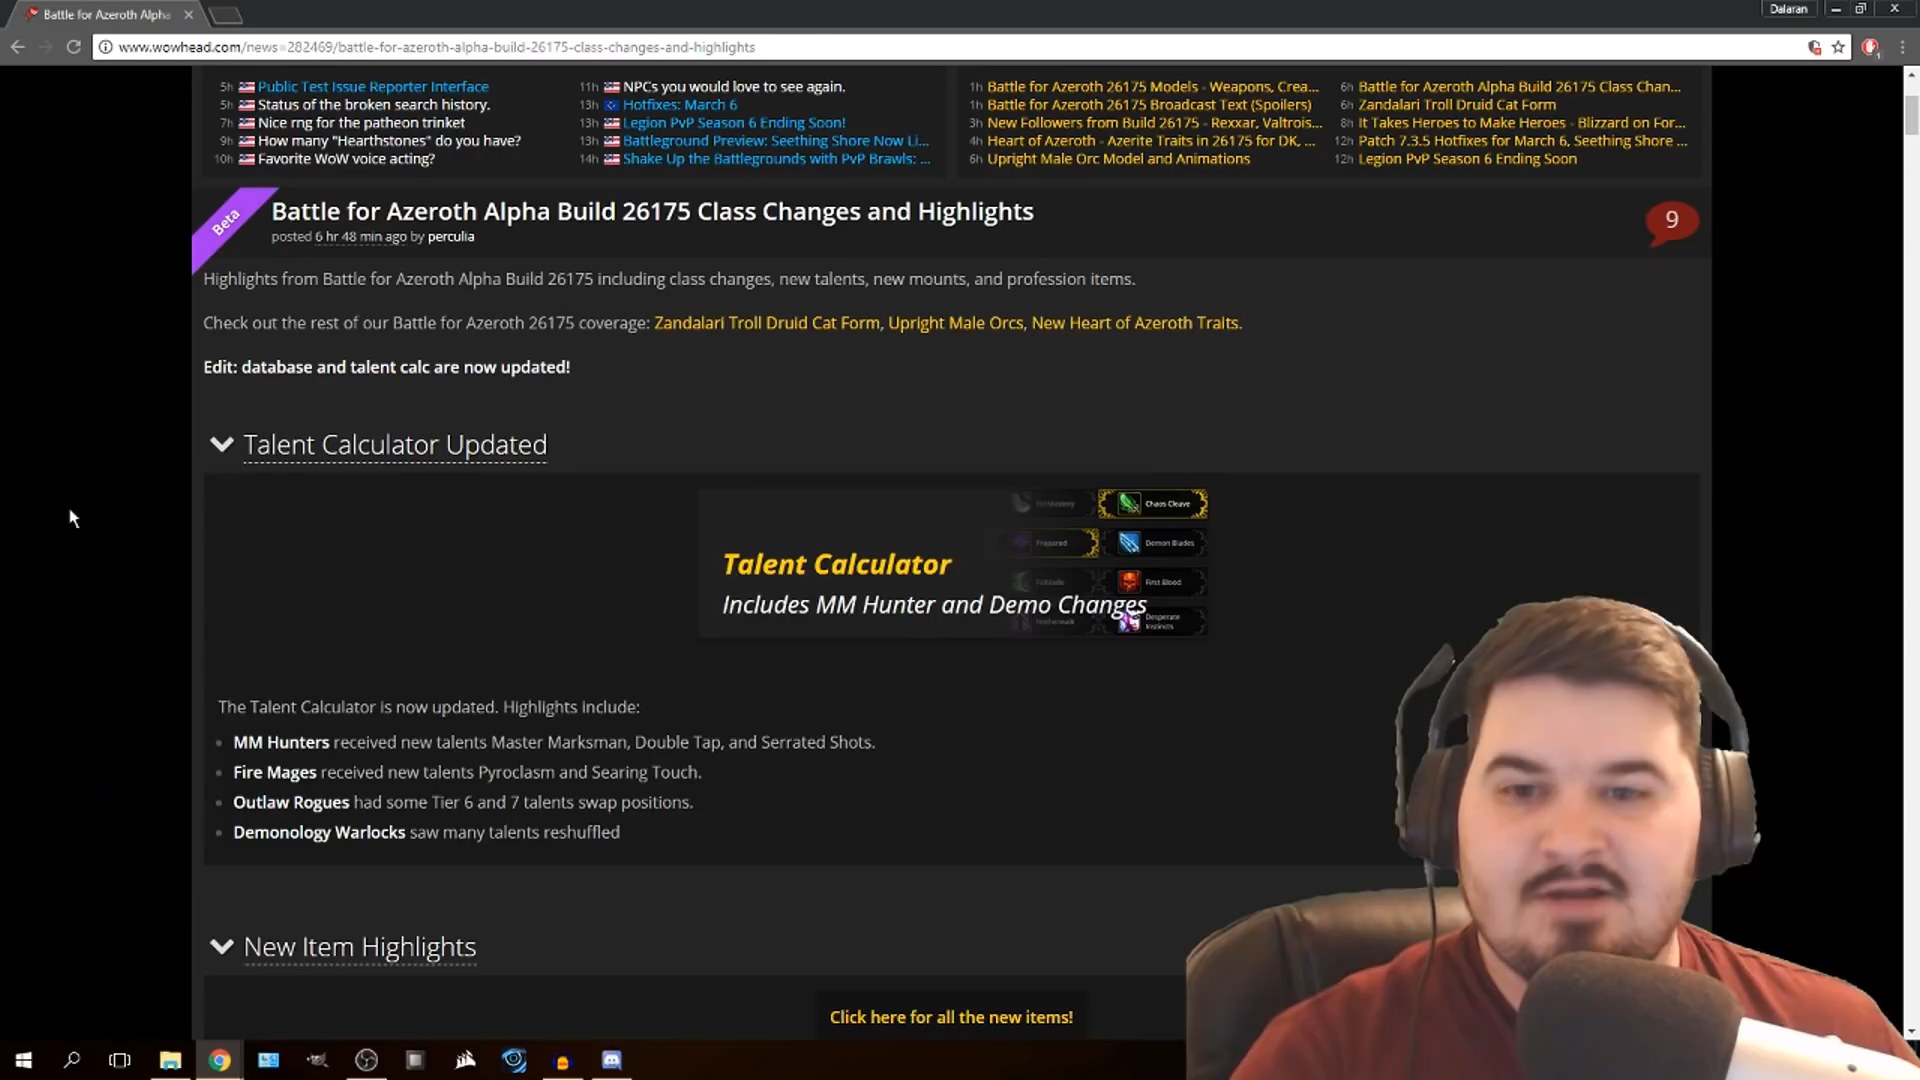 Battle for Azeroth Alpha
Dalaran
www.wowhead.com/news=282469/battle-for-azeroth-alpha-build-26175-class-changes-and-highlights
5h Public Test Issue Reporter Interface
5h Status of the broken search history.
7h Nice rng for the patheon trinket
9h How many "Hearthstones" do you have?
10h Favorite WoW voice acting?
11h NPCs you would love to see again.
13h Hotfixes: March 6
13h Legion PvP Season 6 Ending Soon!
13h Battleground Preview: Seething Shore Now Li...
14h Shake Up the Battlegrounds with PvP Brawls: ...
1h Battle for Azeroth 26175 Models - Weapons, Crea...
1h Battle for Azeroth 26175 Broadcast Text (Spoilers)
3h New Followers from Build 26175 - Rexxar, Valtrois...
4h Heart of Azeroth - Azerite Traits in 26175 for DK, ...
6h Upright Male Orc Model and Animations
6h Battle for Azeroth Alpha Build 26175 Class Chan...
6h Zandalari Troll Druid Cat Form
8h It Takes Heroes to Make Heroes - Blizzard on For...
12h Patch 7.3.5 Hotfixes for March 6, Seething Shore ...
12h Legion PvP Season 6 Ending Soon
Beta
Battle for Azeroth Alpha Build 26175 Class Changes and Highlights
9
posted 6 hr 48 min ago by perculia
Highlights from Battle for Azeroth Alpha Build 26175 including class changes, new talents, new mounts, and profession items.
Check out the rest of our Battle for Azeroth 26175 coverage: Zandalari Troll Druid Cat Form, Upright Male Orcs, New Heart of Azeroth Traits.
Edit: database and talent calc are now updated!
Talent Calculator Updated
Chaos Cleave
Prepared
Demon Blades
First Blood
Desperate
Instincts
Talent Calculator
Includes MM Hunter and Demo Changes
The Talent Calculator is now updated. Highlights include:
• MM Hunters received new talents Master Marksman, Double Tap, and Serrated Shots.
• Fire Mages received new talents Pyroclasm and Searing Touch.
• Outlaw Rogues had some Tier 6 and 7 talents swap positions.
• Demonology Warlocks saw many talents reshuffled
New Item Highlights
Click here for all the new items!